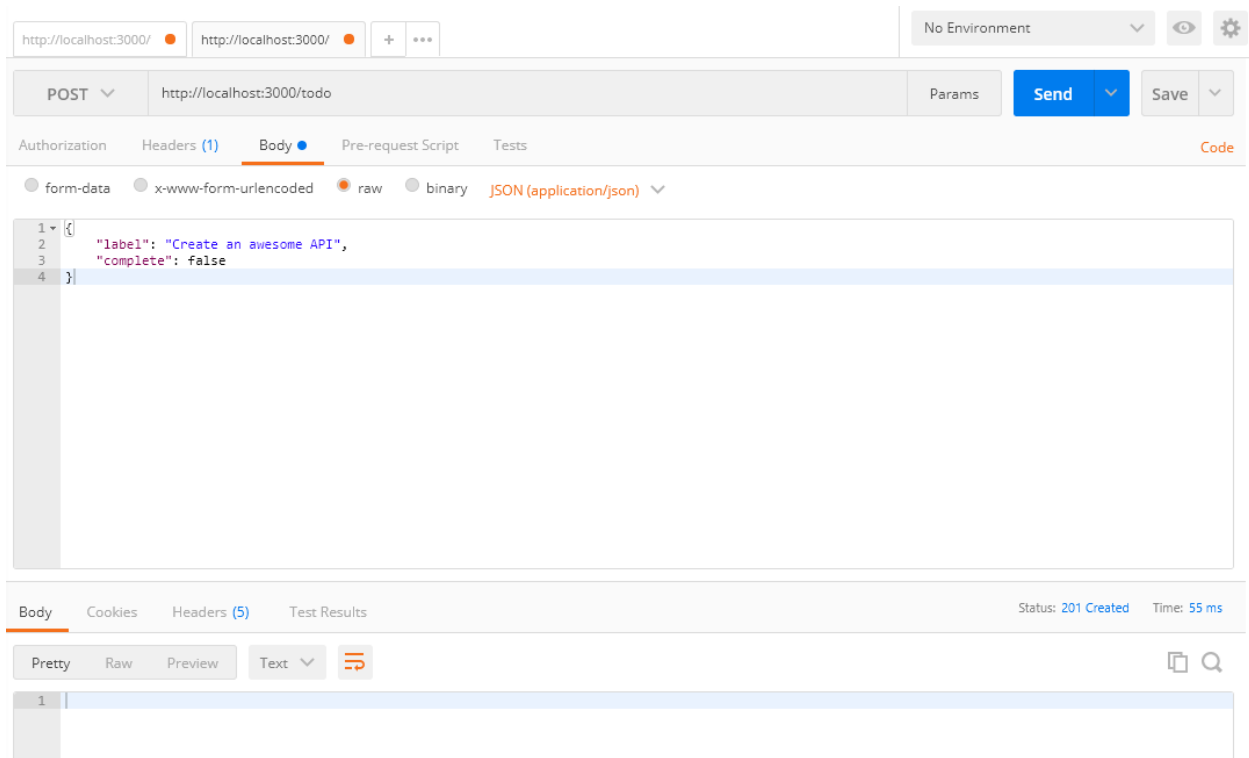 http://localhost:3000/ http://localhost:3000/ + ••• No Environment
POST http://localhost:3000/todo Params Send Save
Authorization Headers (1) Body Pre-request Script Tests Code
form-data x-www-form-urlencoded raw binary JSON (application/json)
1 {
2 "label": "Create an awesome API",
3 "complete": false
4 }
Body Cookies Headers (5) Test Results Status: 201 Created Time: 55 ms
Pretty Raw Preview Text
1